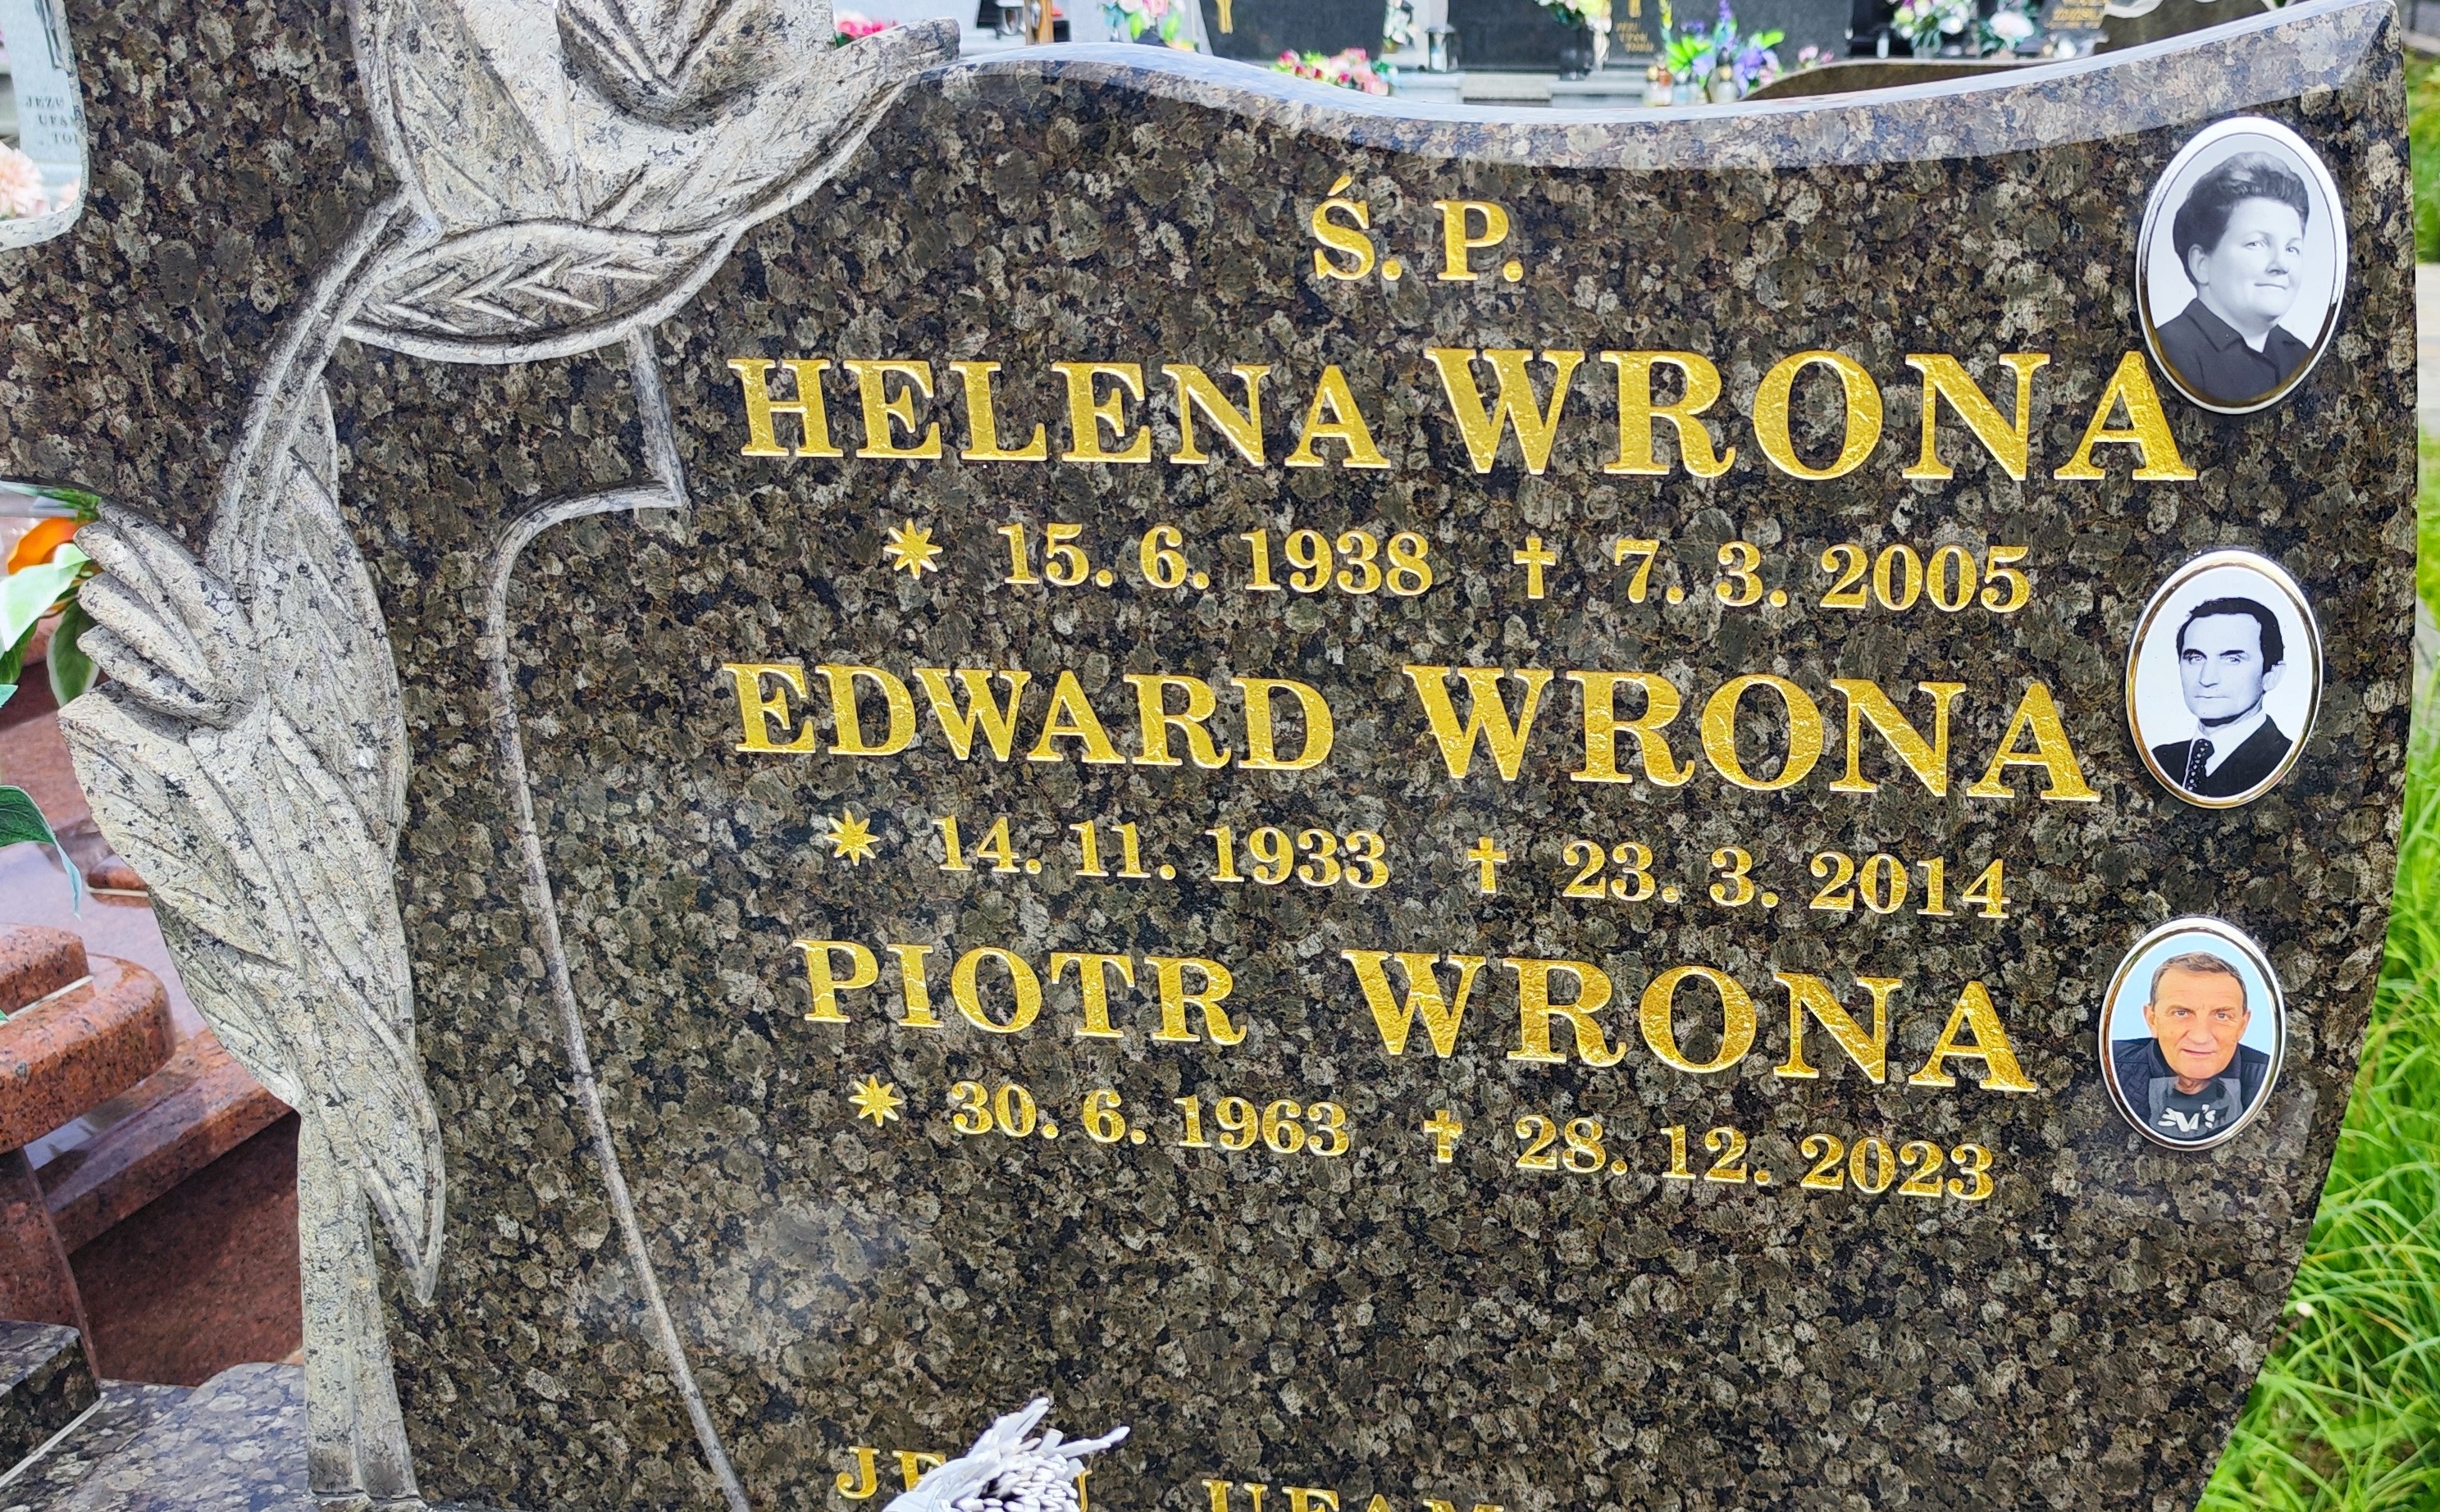 Ś. P.
HELENA WRONA
* 15. 6. 1938 † 7. 3. 2005
EDWARD WRONA
* 14. 11. 1933 † 23. 3. 2014
PIOTR WRONA
* 30. 6. 1963 † 28. 12. 2023